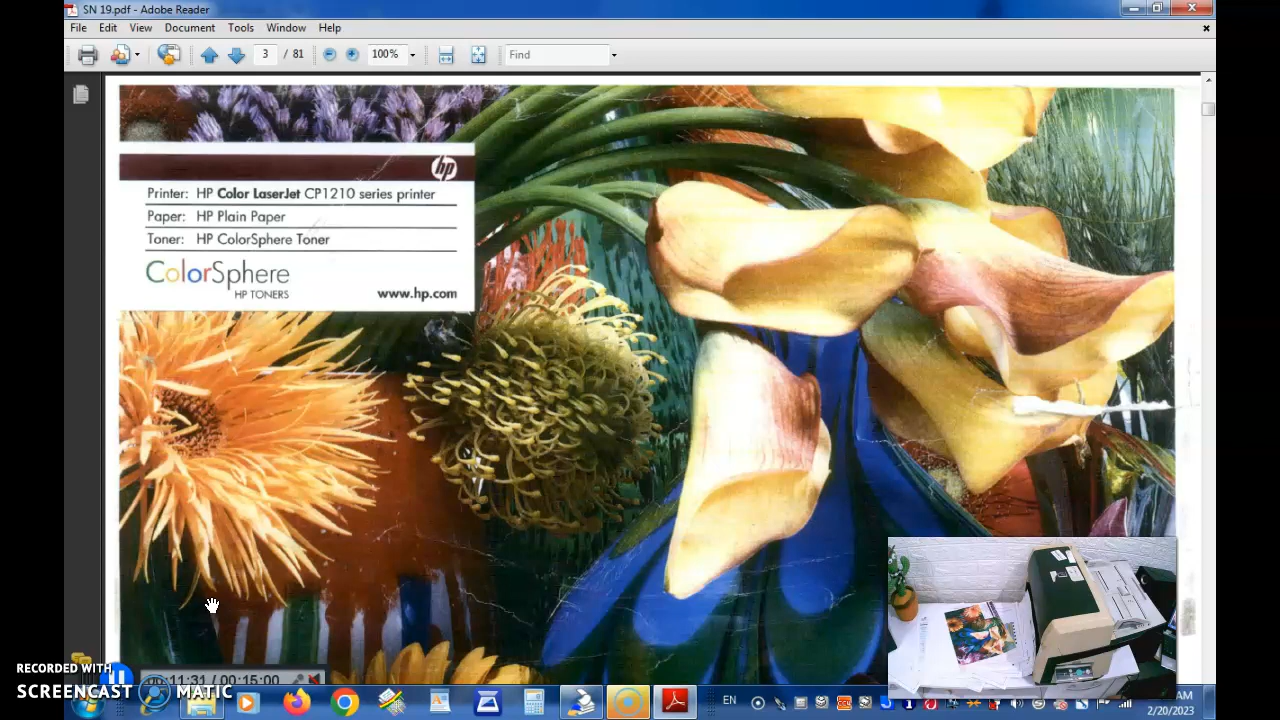 SN 19.pdf - Adobe Reader
File Edit View Document Tools Window Help
3 / 81 100% Find
hp
Printer: HP Color LaserJet CP1210 series printer
Paper: HP Plain Paper
Toner: HP ColorSphere Toner
ColorSphere
HP TONERS
www.hp.com
11:31 / 00:15:00
RECORDED WITH
SCREENCAST MATIC
EN
AM
2/20/2023